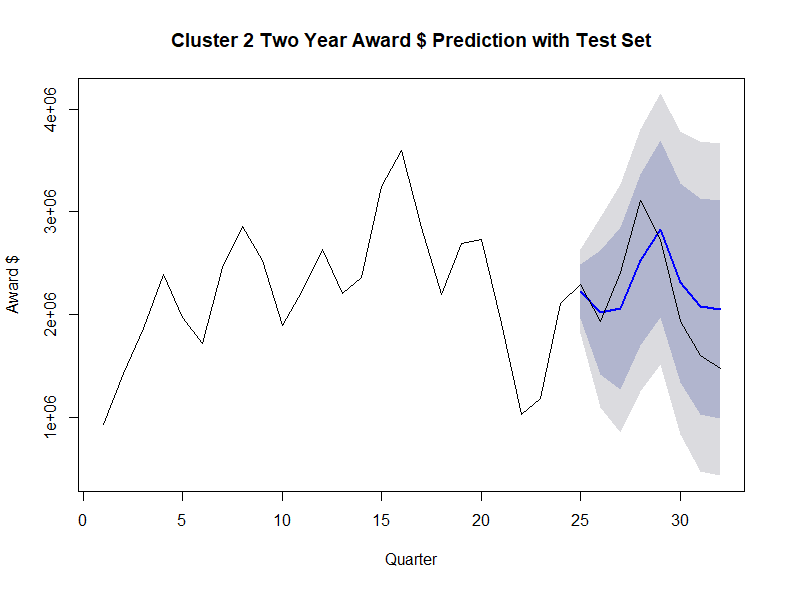 Cluster 2 Two Year Award $ Prediction with Test Set
Award $
4e+06
3e+06
2e+06
1e+06
0 5 10 15 20 25 30
Quarter